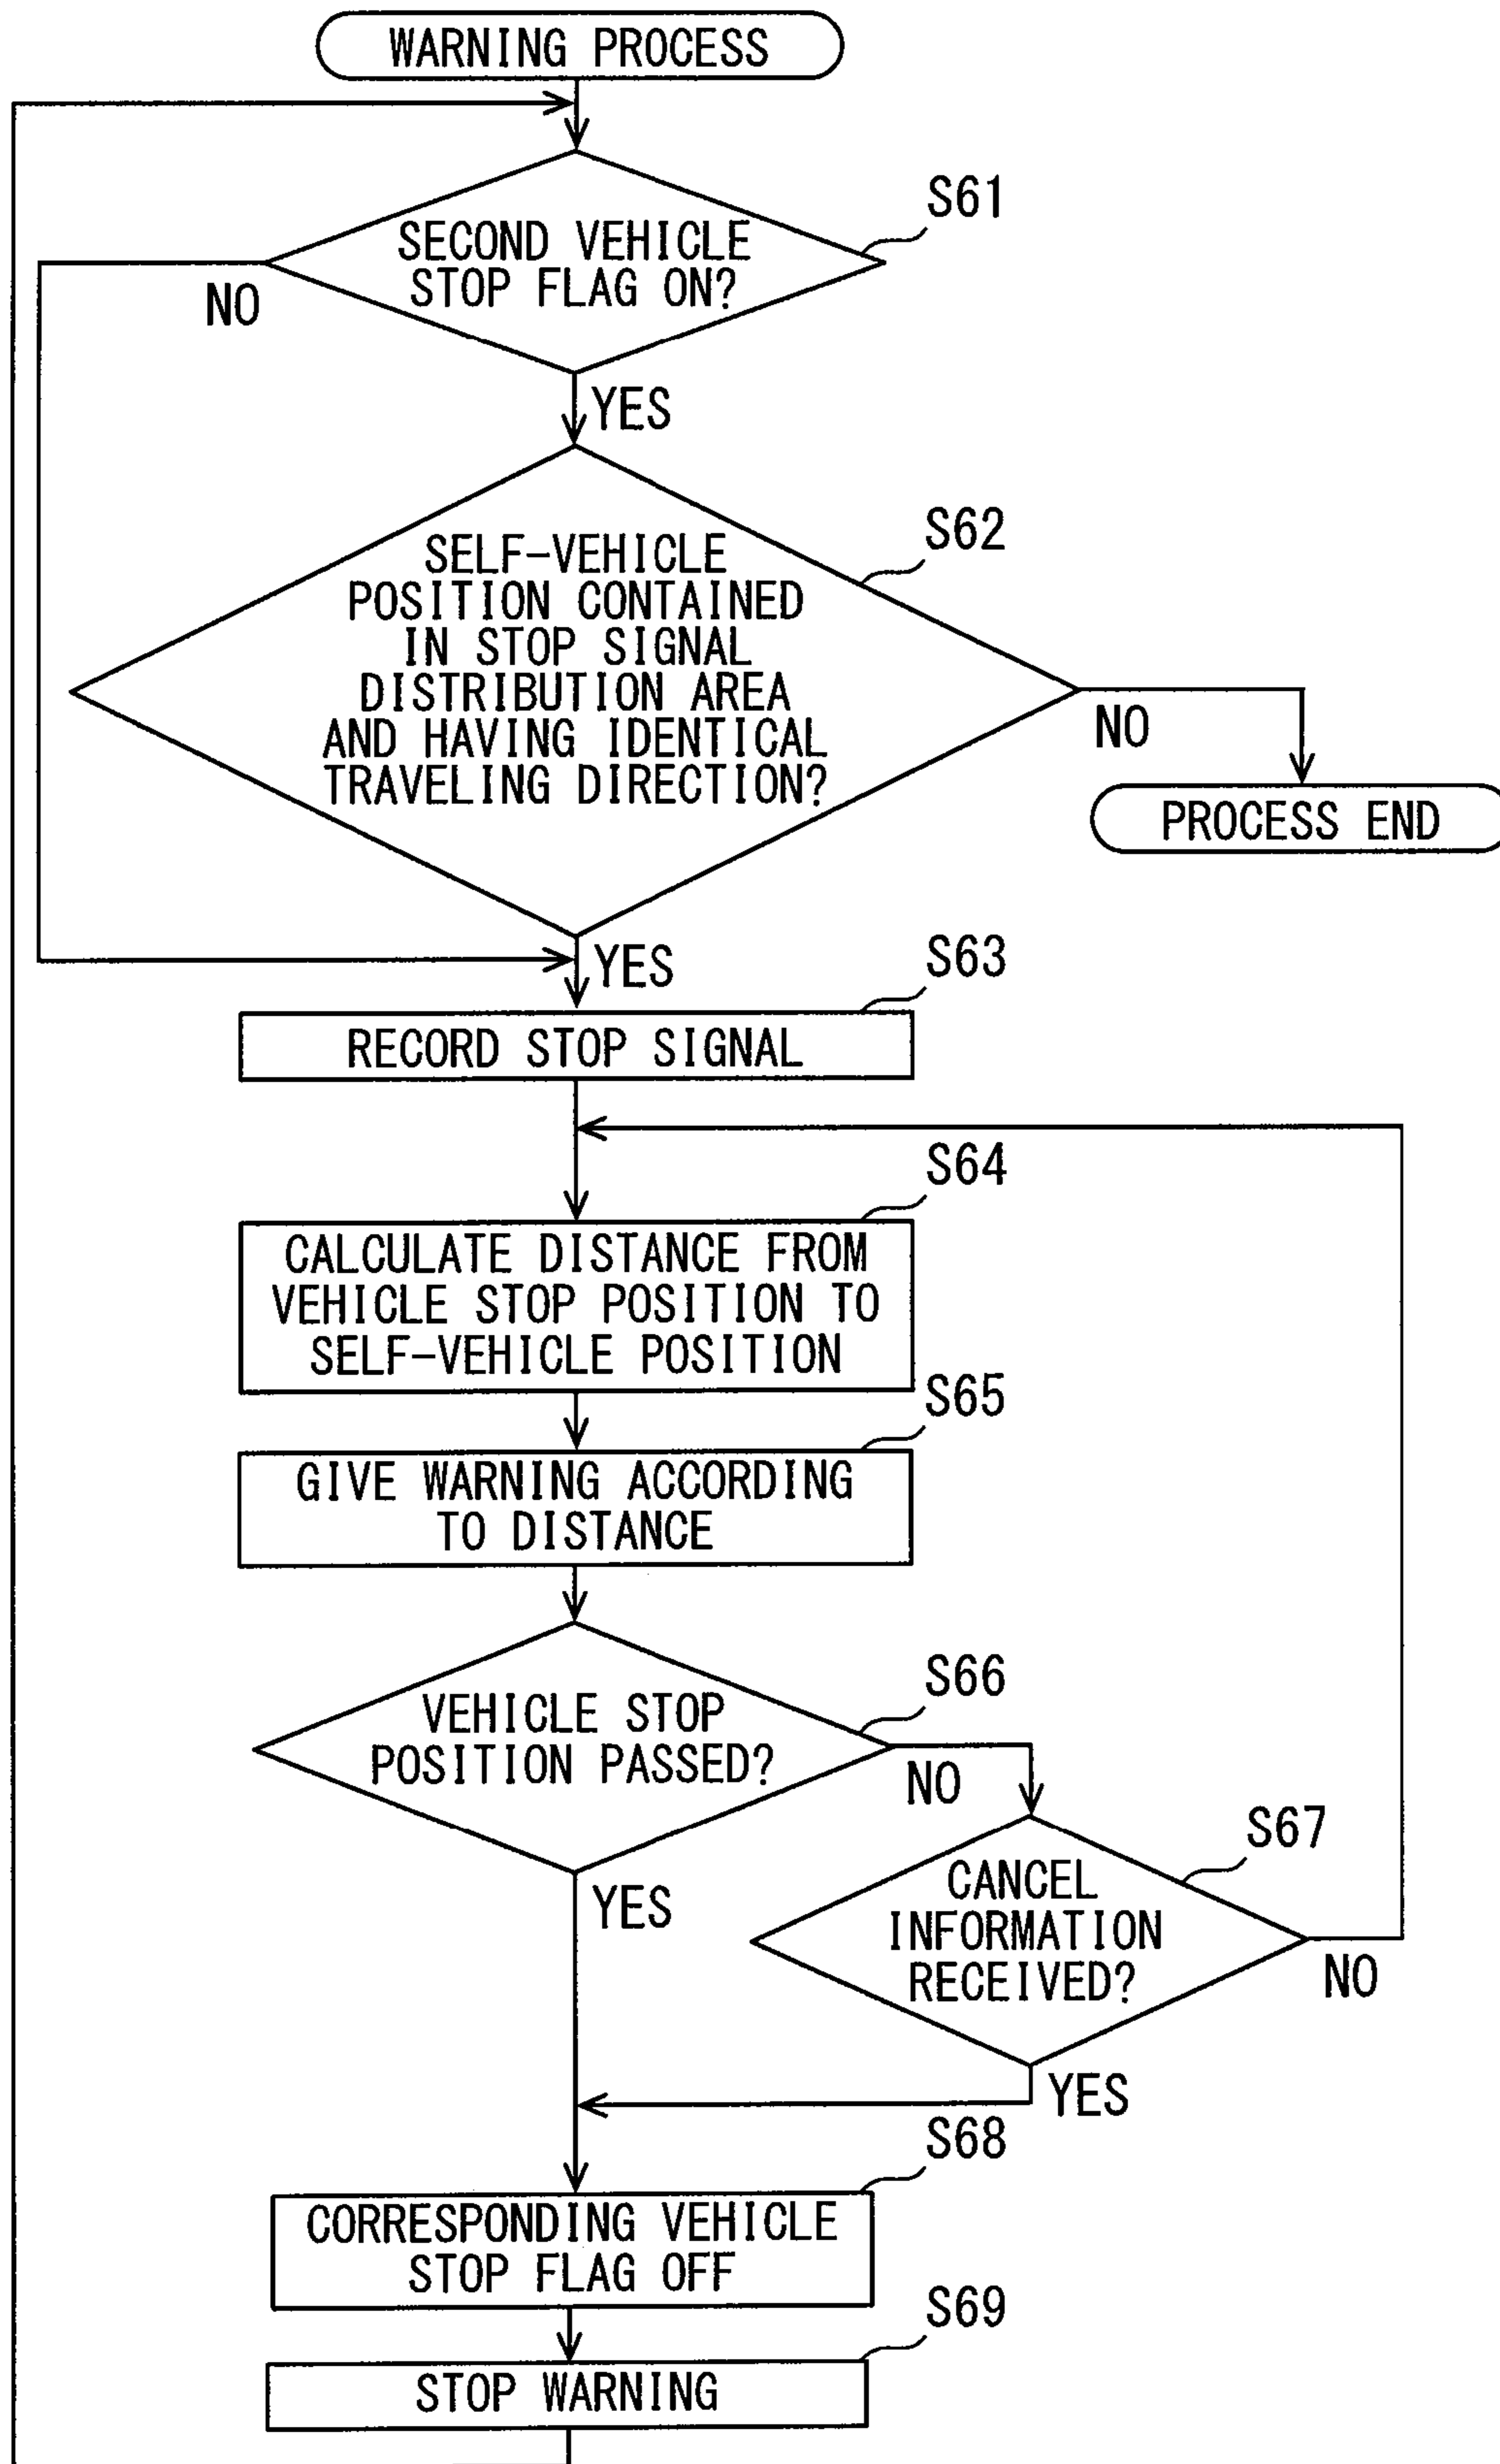 WARNING PROCESS
S61
SECOND VEHICLE
STOP FLAG ON?
NO
YES
S62
SELF-VEHICLE
POSITION CONTAINED
IN STOP SIGNAL
DISTRIBUTION AREA
AND HAVING IDENTICAL
TRAVELING DIRECTION?
NO
PROCESS END
YES
S63
RECORD STOP SIGNAL
S64
CALCULATE DISTANCE FROM
VEHICLE STOP POSITION TO
SELF-VEHICLE POSITION
S65
GIVE WARNING ACCORDING
TO DISTANCE
S66
VEHICLE STOP
POSITION PASSED?
NO
S67
CANCEL
INFORMATION
RECEIVED?
NO
YES
YES
S68
CORRESPONDING VEHICLE
STOP FLAG OFF
S69
STOP WARNING